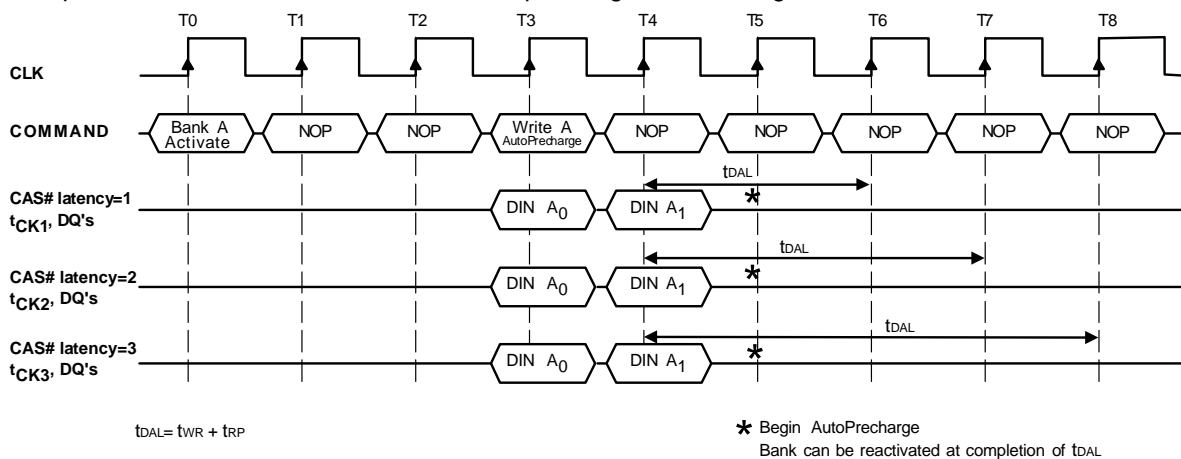 T0 T1 T2 T3 T4 T5 T6 T7 T8
CLK
COMMAND
Bank A
Activate
NOP
NOP
Write A
AutoPrecharge
NOP
NOP
NOP
NOP
NOP
tDAL
CAS# latency=1
tCK1, DQ's
DIN A0
DIN A1
*
tDAL
CAS# latency=2
tCK2, DQ's
DIN A0
DIN A1
*
tDAL
CAS# latency=3
tCK3, DQ's
DIN A0
DIN A1
*
tDAL= tWR + tRP
* Begin AutoPrecharge
Bank can be reactivated at completion of tDAL